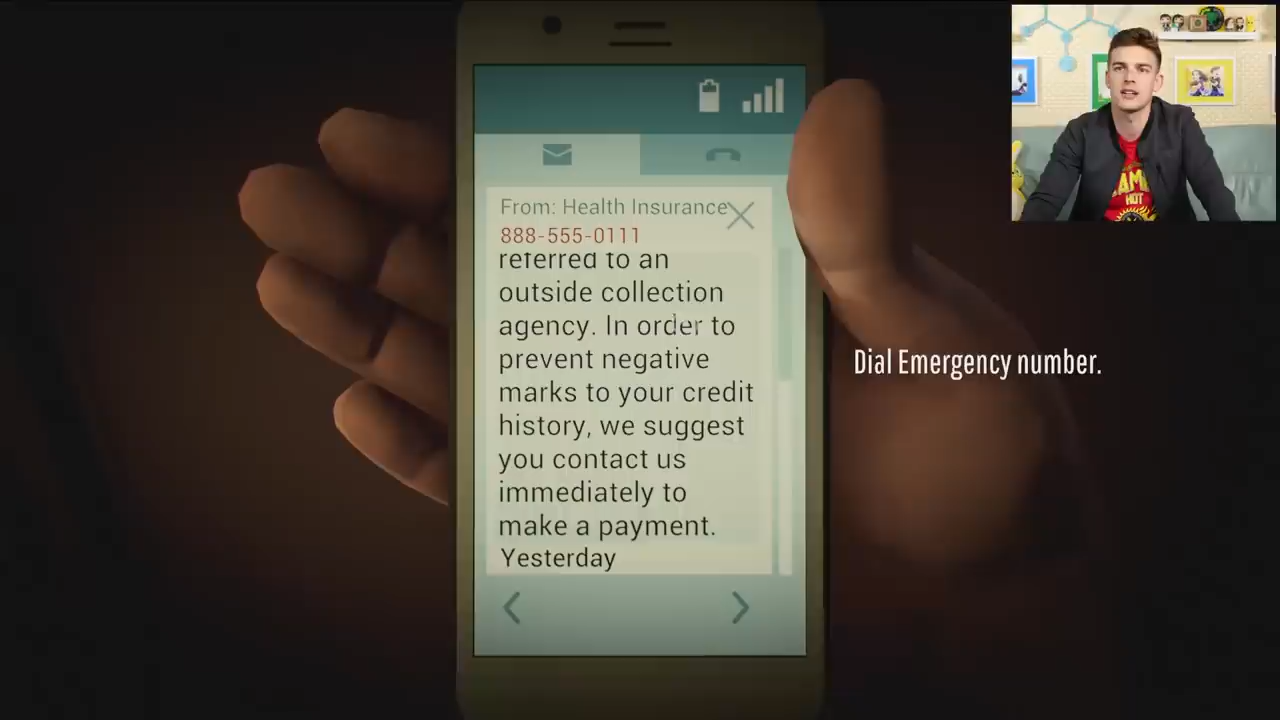 From: Health Insurance
888-555-0111
referred to an
outside collection
agency. In order to
prevent negative
marks to your credit
history, we suggest
you contact us
immediately to
make a payment.
Yesterday
Dial Emergency number.
HOT